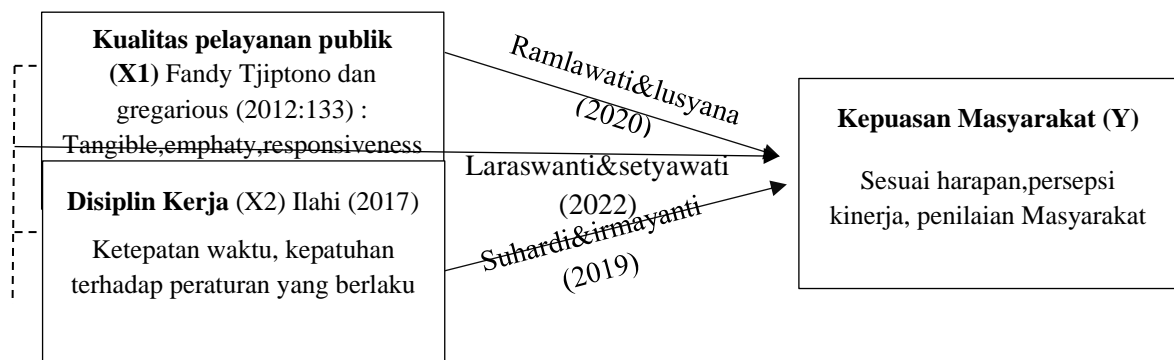 Kualitas pelayanan publik
(X1) Fandy Tjiptono dan
gregarious (2012:133) :
Tangible,emphaty,responsiveness
Disiplin Kerja (X2) Ilahi (2017)
Ketepatan waktu, kepatuhan
terhadap peraturan yang berlaku
Ramlawati&lusyana
(2020)
Laraswanti&setyawati
(2022)
Suhardi&irmayanti
(2019)
Kepuasan Masyarakat (Y)
Sesuai harapan,persepsi
kinerja, penilaian Masyarakat